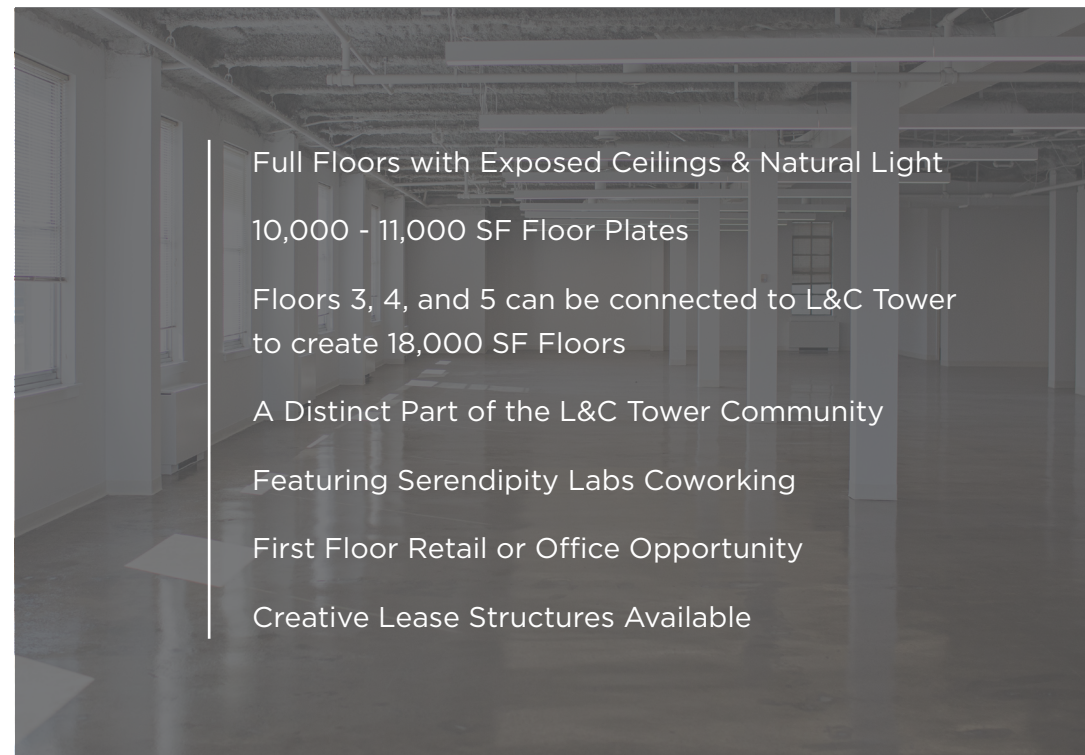 Full Floors with Exposed Ceilings & Natural Light
10,000 - 11,000 SF Floor Plates
Floors 3, 4, and 5 can be connected to L&C Tower
to create 18,000 SF Floors
A Distinct Part of the L&C Tower Community
Featuring Serendipity Labs Coworking
First Floor Retail or Office Opportunity
Creative Lease Structures Available